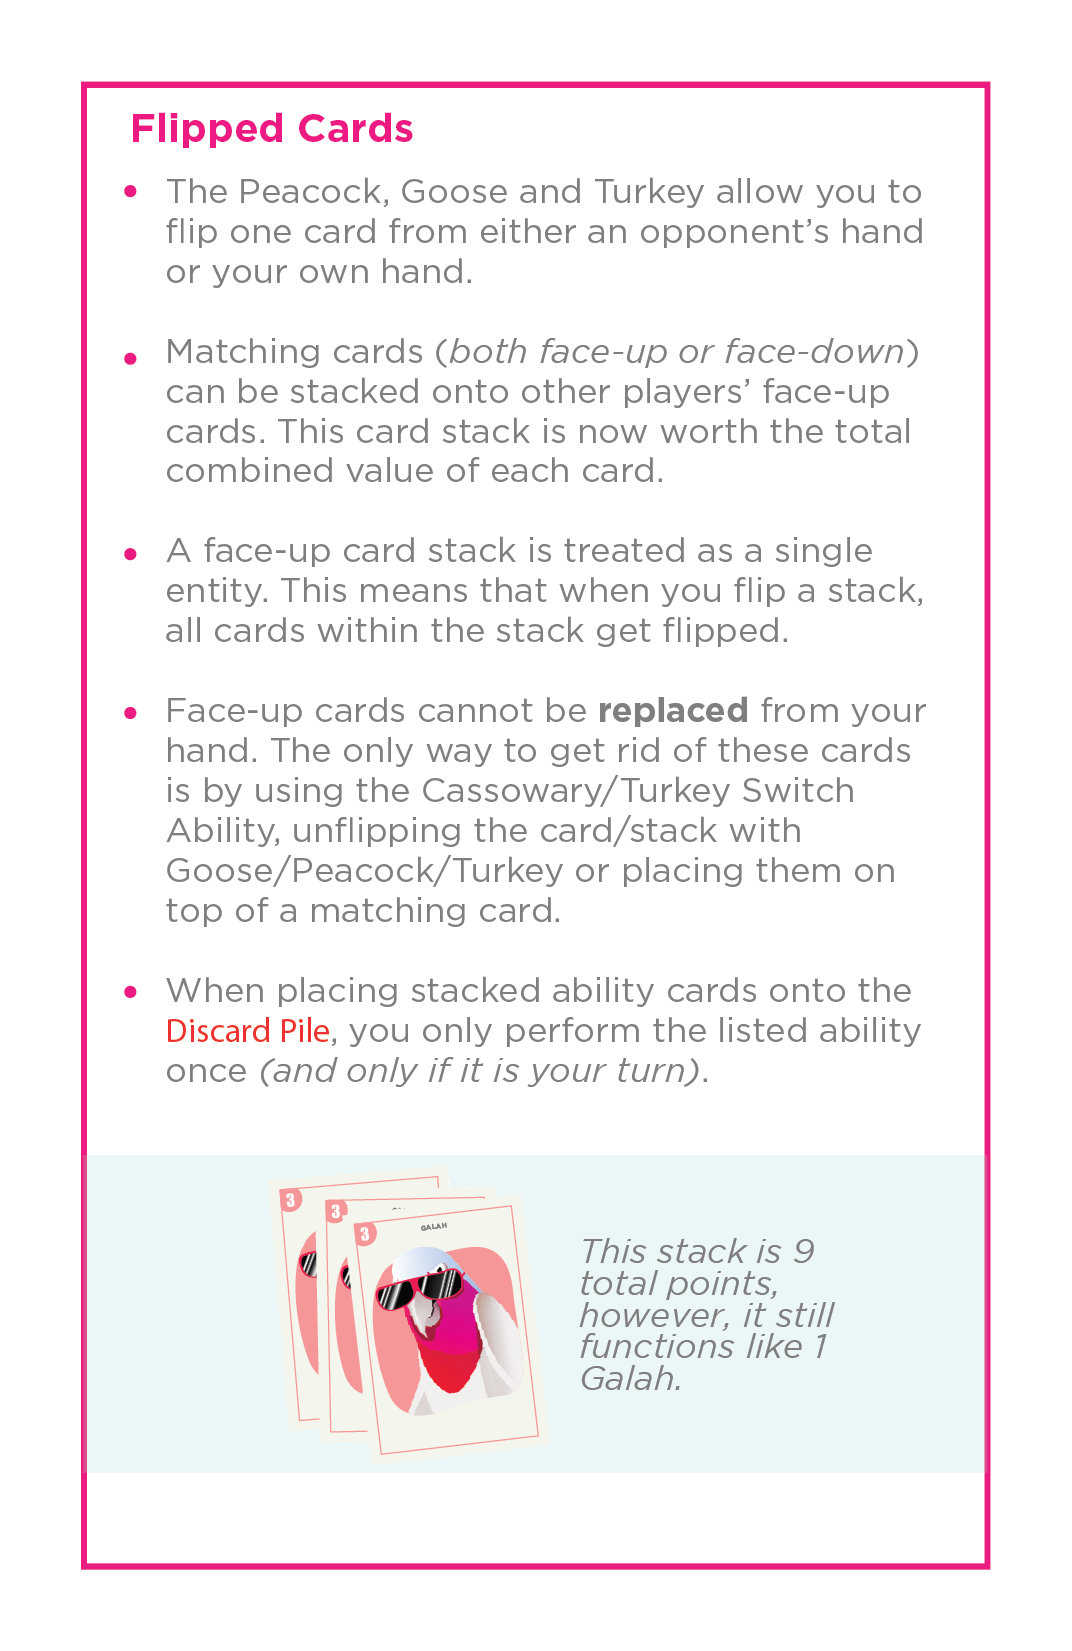 Flipped Cards
• The Peacock, Goose and Turkey allow you to
flip one card from either an opponent’s hand
or your own hand.
• Matching cards (both face-up or face-down)
can be stacked onto other players’ face-up
cards. This card stack is now worth the total
combined value of each card.
• A face-up card stack is treated as a single
entity. This means that when you flip a stack,
all cards within the stack get flipped.
• Face-up cards cannot be replaced from your
hand. The only way to get rid of these cards
is by using the Cassowary/Turkey Switch
Ability, unflipping the card/stack with
Goose/Peacock/Turkey or placing them on
top of a matching card.
• When placing stacked ability cards onto the
Discard Pile, you only perform the listed ability
once (and only if it is your turn).
3
3
3
GALAH
This stack is 9
total points,
however, it still
functions like 1
Galah.